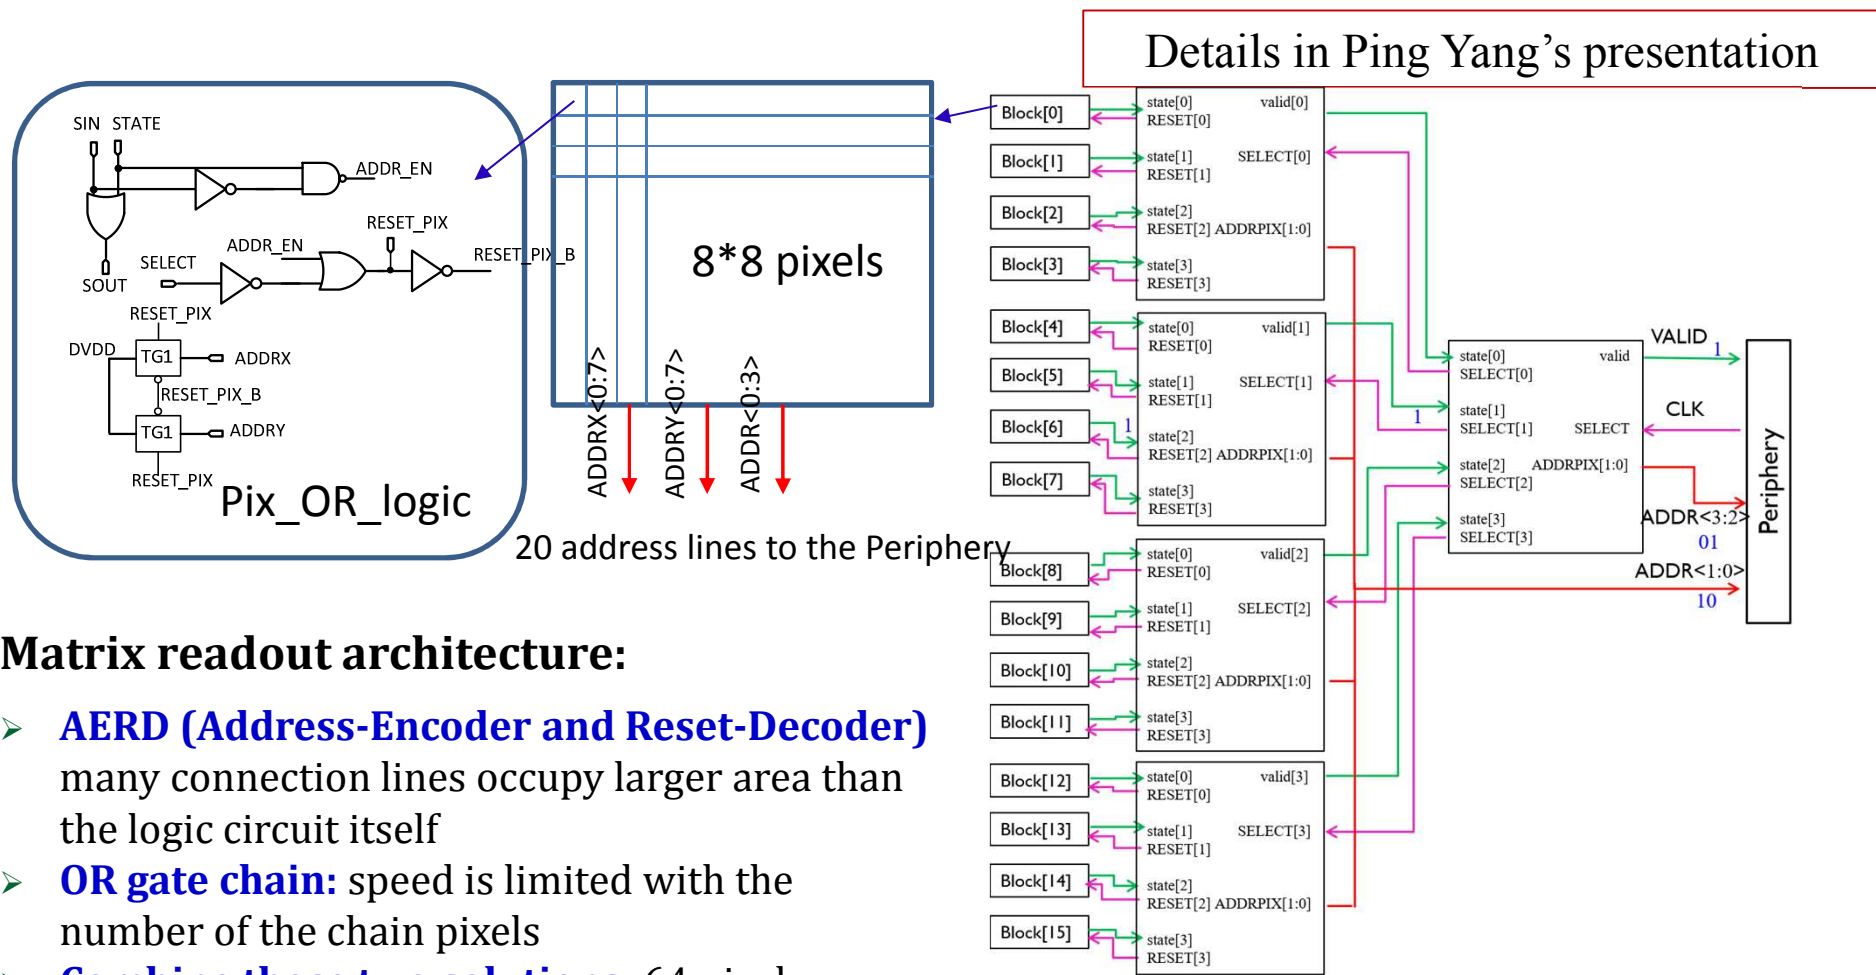 Details in Ping Yang's presentation
SIN STATE
ADDR_EN
SOUT
SELECT
ADDR_EN
RESET_PIX
RESET_PIX_B
RESET_PIX
DVDD
TG1
ADDRX
RESET_PIX_B
TG1
ADDRY
RESET_PIX
Pix_OR_logic
8*8 pixels
ADDRX<0:7>
ADDRY<0:7>
ADDR<0:3>
20 address lines to the Periphery
Block[0]
Block[1]
Block[2]
Block[3]
state[0] valid[0]
RESET[0]
state[1] SELECT[0]
RESET[1]
state[2]
RESET[2] ADDRPIX[1:0]
state[3]
RESET[3]
Block[4]
Block[5]
Block[6]
Block[7]
1
state[0] valid[1]
RESET[0]
state[1] SELECT[1]
RESET[1]
state[2]
RESET[2] ADDRPIX[1:0]
state[3]
RESET[3]
Block[8]
Block[9]
Block[10]
Block[11]
state[0] valid[2]
RESET[0]
state[1] SELECT[2]
RESET[1]
state[2]
RESET[2] ADDRPIX[1:0]
state[3]
RESET[3]
Block[12]
Block[13]
Block[14]
Block[15]
state[0] valid[3]
RESET[0]
state[1] SELECT[3]
RESET[1]
state[2]
RESET[2] ADDRPIX[1:0]
state[3]
RESET[3]
1
state[0] valid
SELECT[0]
state[1]
SELECT[1] SELECT
state[2] ADDRPIX[1:0]
SELECT[2]
state[3]
SELECT[3]
VALID
1
CLK
ADDR<3:2>
01
ADDR<1:0>
10
Periphery
Matrix readout architecture:
➢ AERD (Address-Encoder and Reset-Decoder)
many connection lines occupy larger area than
the logic circuit itself
➢ OR gate chain: speed is limited with the
number of the chain pixels